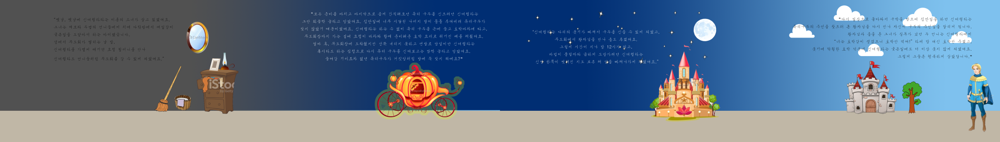 "옛날, 옛날에 신데렐라라는 이름의 소녀가 살고 있었어요.
그녀는 계모와 두명의 언니들에게 치여 다락방에서 매일같이
궂은일을 도맡아서 하는 아이였습니다.
성에서 무도회가 열리는 날 밤,
신데렐라를 가엾게 여기던 요정 할머니를 만나
신데렐라도 언니들처럼 무도회를 갈 수 있게 되었어요."
"모든 준비를 마치고 마지막으로 곱게 간직해오던 유리 구두를 신으려던 신데렐라는
그만 화들짝 놀라고 말았어요. 집안일에 너무 시달린 나머지 발이 퉁퉁 부어버려 유리구두가
맞지 않았기 때문이었어요. 신데렐라는 하는 수 없이 유리 구두를 손에 들고 호박마차에 타고,
무도회장까지 가는 길에 요정이 마차와 함께 준비해준 호박 요리로 허기진 배를 채웠어요.
얼마 후, 무도회장에 도착했지만 선뜻 내리지 못하고 맨발로 망설이던 신데렐라는
혹시라도 하는 심정으로 다시 유리 구두를 신어보고는 깜짝 놀라고 말았어요.
들어갈 기미조차 없던 유리구두가 거짓말처럼 발에 꼭 맞지 뭐에요?"
"신데렐라는 다리의 붓기가 빠져서 구두를 신을 수 있게 되었고,
무도회에서 왕자님을 만나 춤도 추었어요.
그렇게 시간이 지나 밤 12시가 되고,
마법이 풀릴까봐 급하게 도망가려던 신데렐라는
신발 한쪽이 벗겨진 지도 모른 채 성을 빠져나가게 되었어요."
"다시 일상으로 돌아와서 구박을 받으며 집안일을 하던 신데렐라는
유리구두의 주인을 찾으러 온 왕자님을 다시 만나 자신이 구두의 주인임을 알리게 됩니다.
왕자님과 춤을 춘 그녀가 질투가 났던 두 언니는 신데렐라에게
"너는 호박같이 생겼으니 호박만 먹어!" 라며 밥 대신 호박만 주었고,
붓기에 탁월한 호박 덕분에 신데렐라는 궂은일에도 더 이상 붓지 않게 되었어요.
그렇게 그들은 행복하게 살았답니다."
CanStock
iStock
by Getty